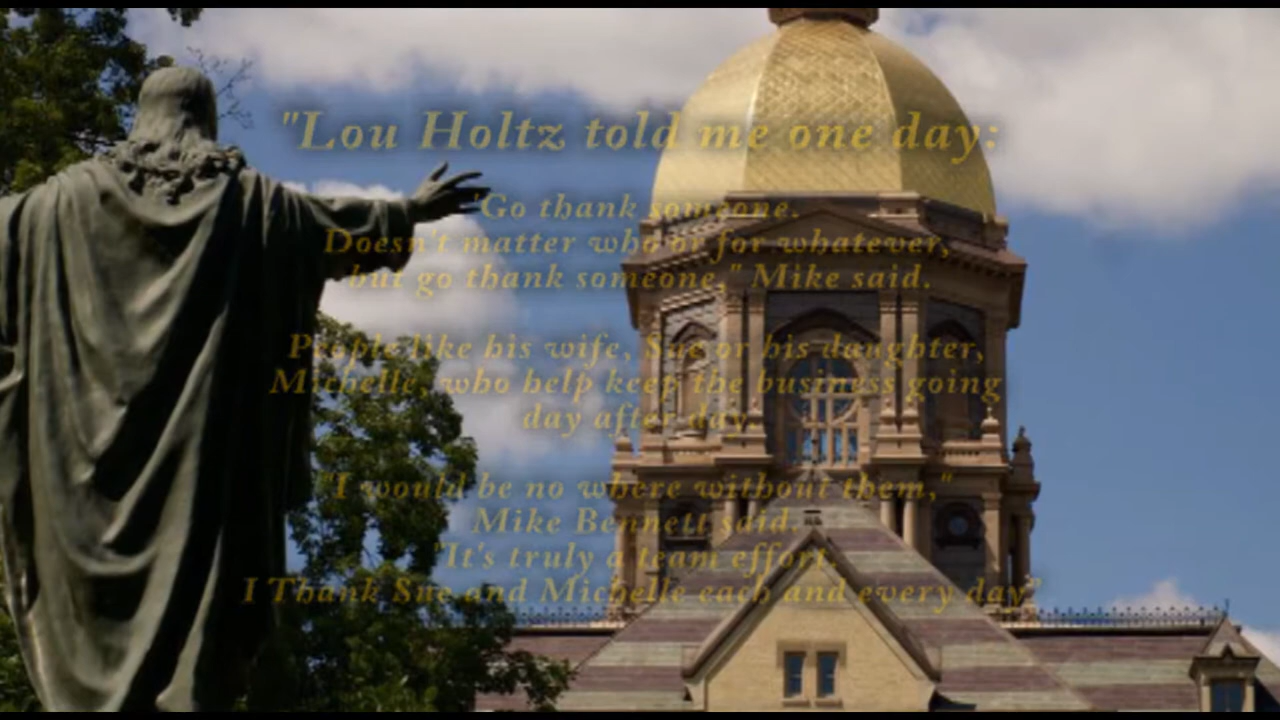 "Lou Holtz told me one day:
'Go thank someone.
Doesn't matter who or for whatever,
but go thank someone," Mike said.
People like his wife, Sue or his daughter,
Michelle, who help keep the business going
day after day.
"I would be no where without them,"
Mike Bennett said.
"It's truly a team effort.
I Thank Sue and Michelle each and every day"